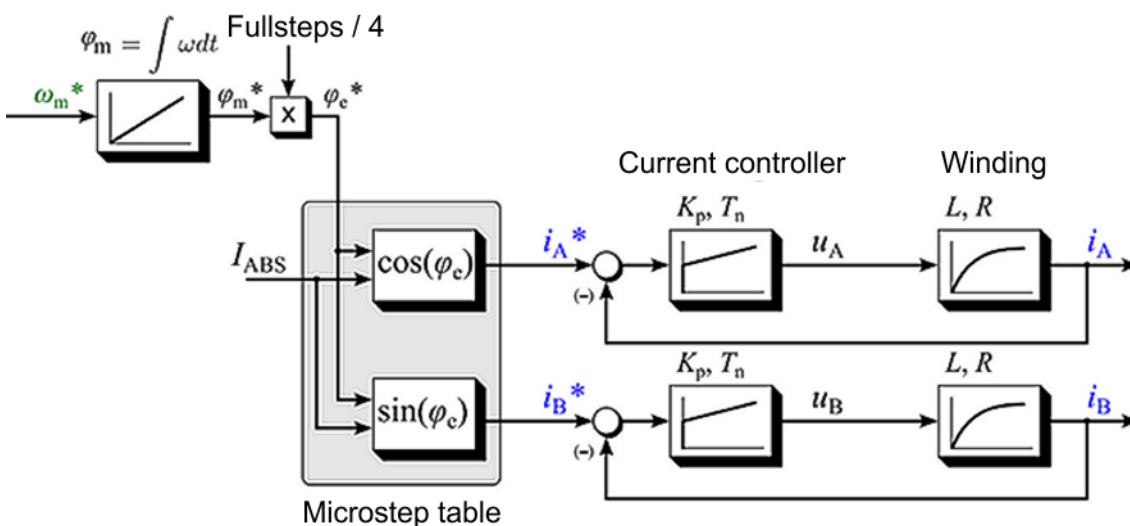 Fullsteps / 4
φm = ∫ ωdt
ωm*
φm*
x
φe*
Current controller
Winding
Kp, Tn
L, R
IABS
cos(φe)
iA*
uA
iA
(-)
Kp, Tn
L, R
sin(φe)
iB*
uB
iB
(-)
Microstep table